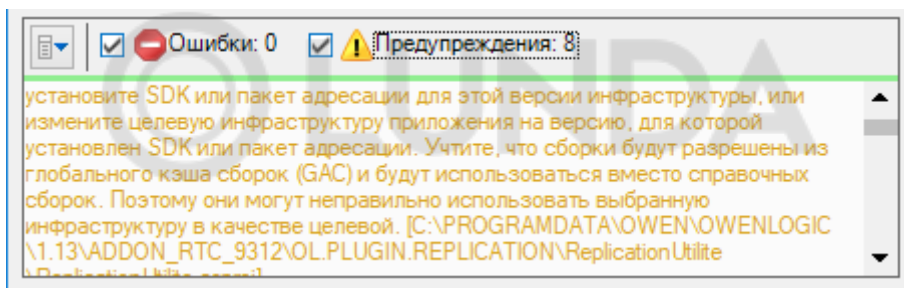 Ошибки: 0 Предупреждения: 8
установите SDK или пакет адресации для этой версии инфраструктуры, или
измените целевую инфраструктуру приложения на версию, для которой
установлен SDK или пакет адресации. Учтите, что сборки будут разрешены из
глобального кэша сборок (GAC) и будут использоваться вместо справочных
сборок. Поэтому они могут неправильно использовать выбранную
инфраструктуру в качестве целевой. [C:\PROGRAMDATA\OWEN\OWENLOGIC
\1.13\ADDON_RTC_9312\OL.PLUGIN.REPLICATION\ReplicationUtilite
LUNDA